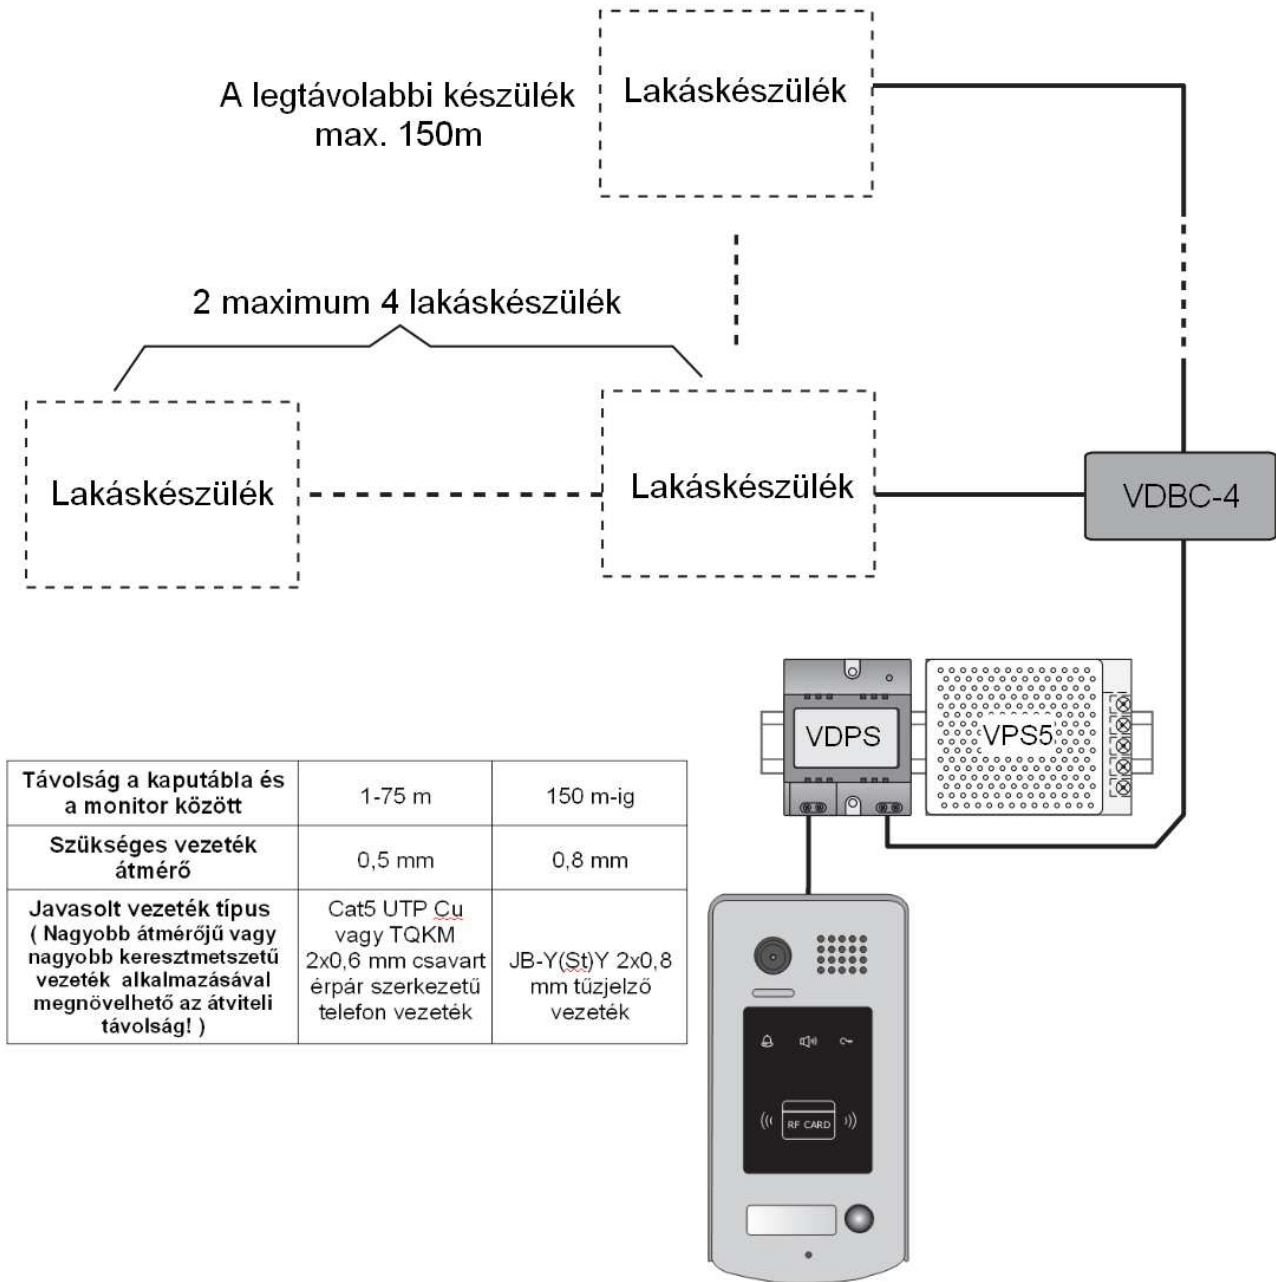 A legtávolabbi készülék
max. 150m
Lakáskészülék
2 maximum 4 lakáskészülék
Lakáskészülék
Lakáskészülék
VDBC-4
VDPS
VPS5
Távolság a kaputábla és
a monitor között
1-75 m
150 m-ig
Szükséges vezeték
átmérő
0,5 mm
0,8 mm
Javasolt vezeték típus
( Nagyobb átmérőjű vagy
nagyobb keresztmetszetű
vezeték alkalmazásával
megnövelhető az átviteli
távolság! )
Cat5 UTP Cu
vagy TQKM
2x0,6 mm csavart
érpár szerkezetű
telefon vezeték
JB-Y(St)Y 2x0,8
mm tűzjelző
vezeték
RF CARD